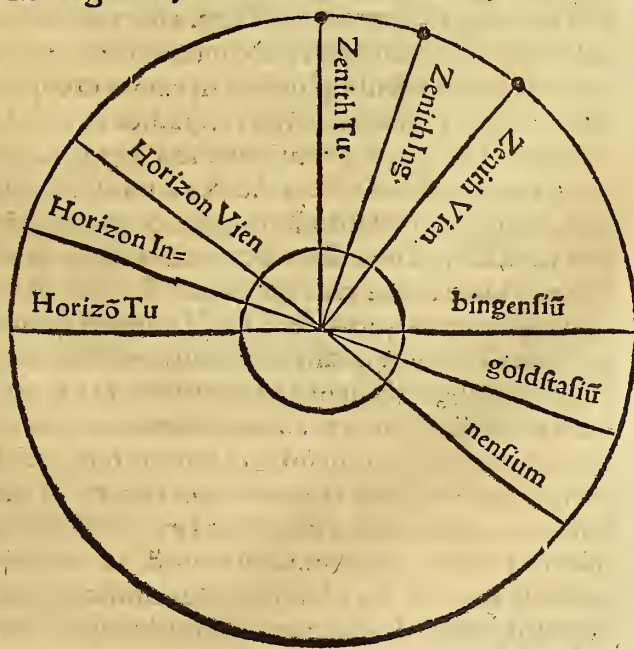 Zenith Tu.
Zenith Ing.
Zenith Vien.
Horizon Vien
Horizon In=
Horizõ Tu
bingenſiũ
goldſtaſiũ
nenſium